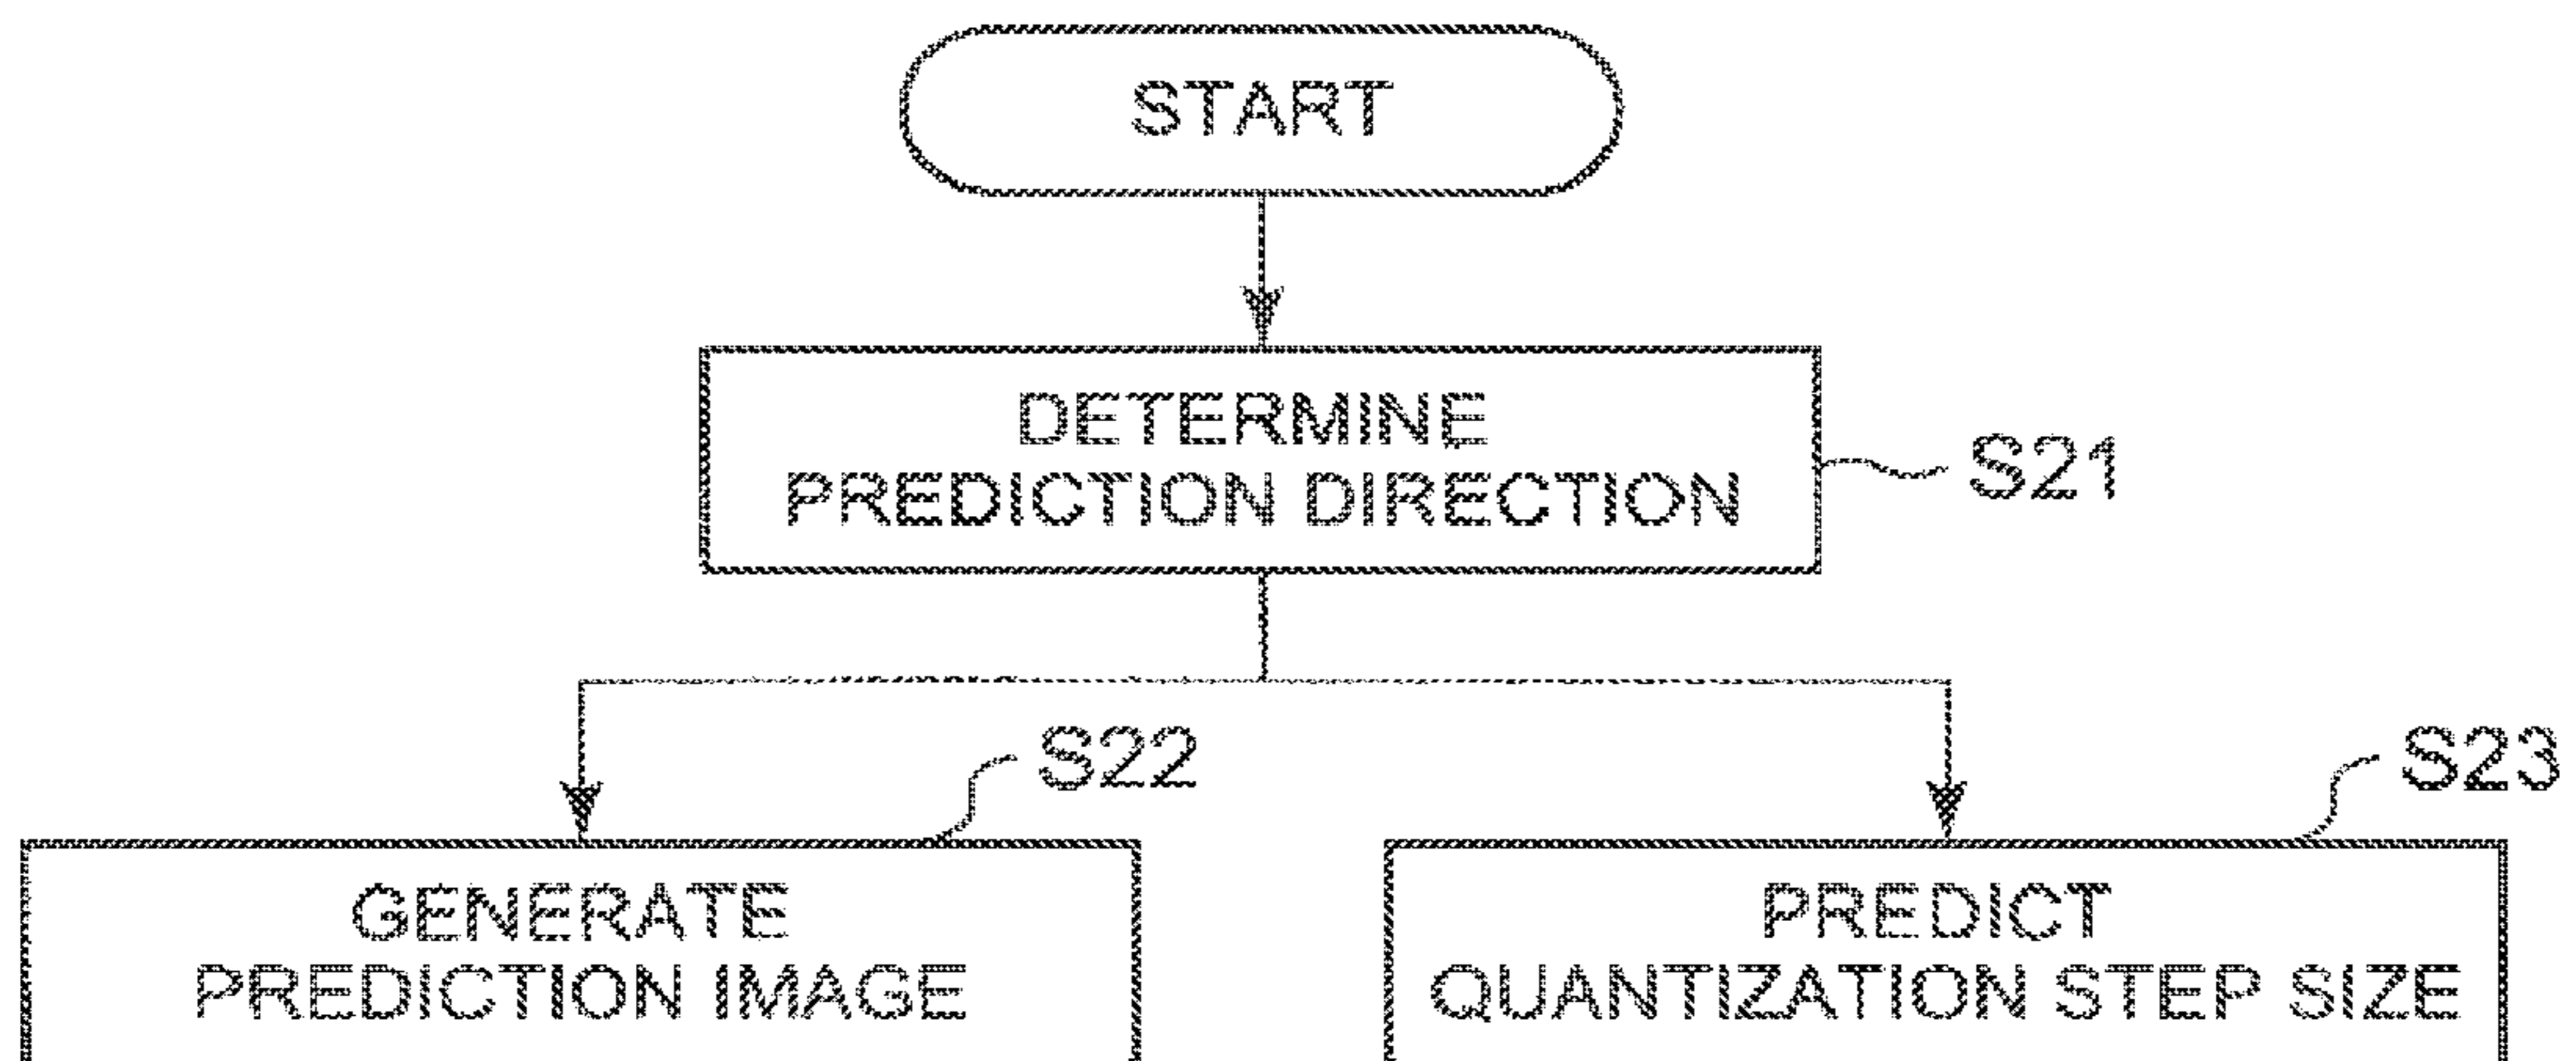 START
DETERMINE
PREDICTION DIRECTION
S21
S22
S23
GENERATE
PREDICTION IMAGE
PREDICT
QUANTIZATION STEP SIZE